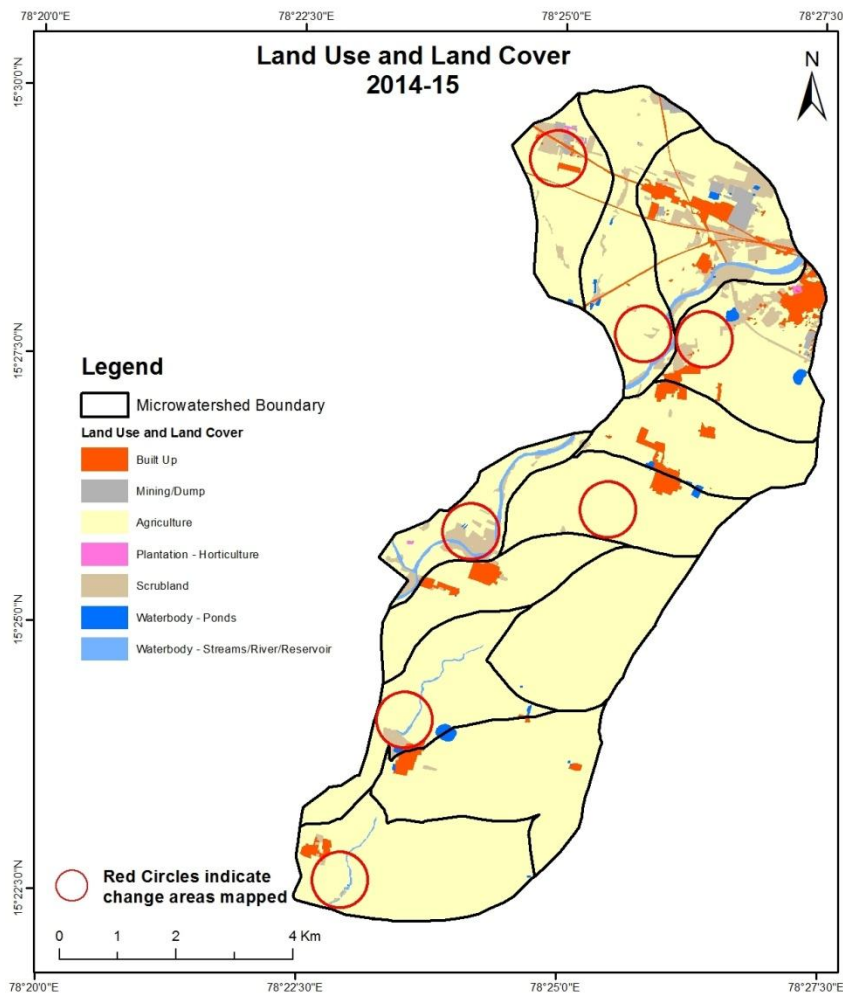 78°20'0"E
78°22'30"E
78°25'0"E
78°27'30"E
Land Use and Land Cover
2014-15
N
15°30'0"N
15°27'30"N
15°25'0"N
15°22'30"N
Legend
Microwatershed Boundary
Land Use and Land Cover
Built Up
Mining/Dump
Agriculture
Plantation - Horticulture
Scrubland
Waterbody - Ponds
Waterbody - Streams/River/Reservoir
Red Circles indicate
change areas mapped
0 1 2 4 Km
78°20'0"E
78°22'30"E
78°25'0"E
78°27'30"E